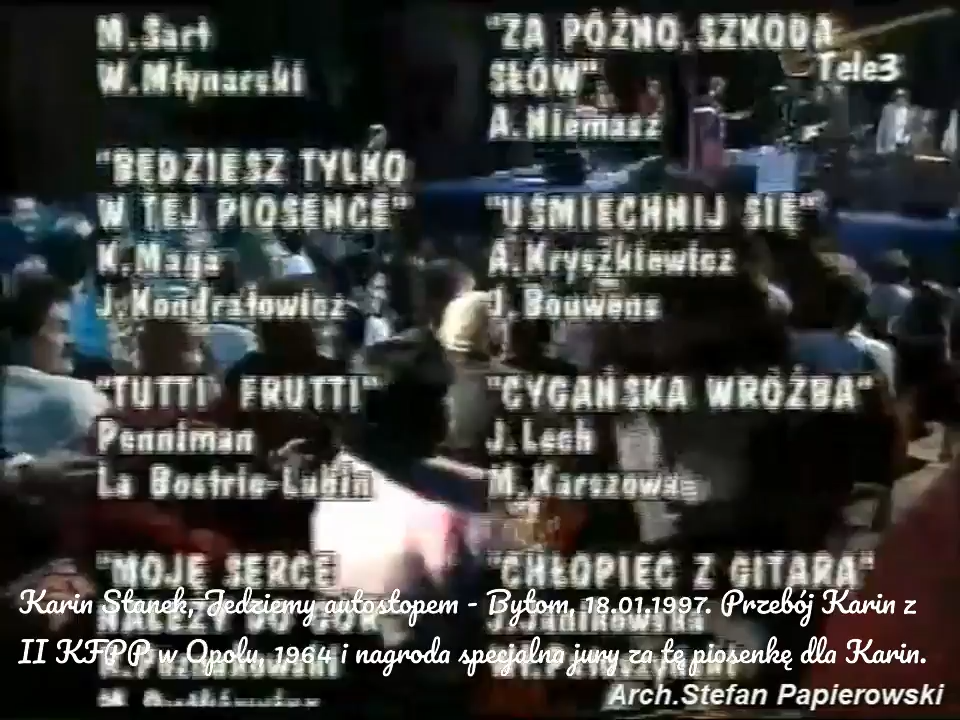 M.Sart
W.Młynarski
"BĘDZIESZ TYLKO
W TEJ PIOSENCE"
K.Maga
J.Kondratowicz
"TUTTI FRUTTI"
Penniman
La Bostrie-Lubin
"MOJE SERCE
NALEŻY DO
"ZA PÓŹNO, SZKODA
SŁÓW"
A.Niemasz
"UŚMIECHNIJ SIĘ"
A.Kryszkiewicz
J. Bouwens
"CYGAŃSKA WRÓŻBA"
J.Lech
M.Karszowa
"CHŁOPIEC Z GITARĄ"
Tele3
Karin Stanek, Jedziemy autostopem - Bytom, 18.01.1997. Przebój Karin z
II KFPP w Opolu, 1964 i nagroda specjalna jury za tę piosenkę dla Karin.
Arch.Stefan Papierowski